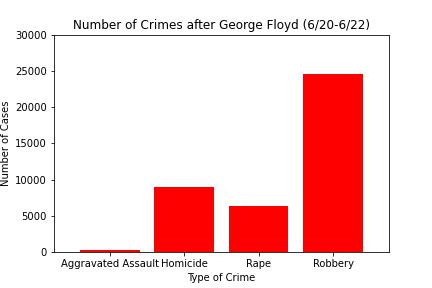 Number of Crimes after George Floyd (6/20-6/22)
30000
25000
20000
15000
10000
5000
0
Number of Cases
Aggravated Assault Homicide Rape Robbery
Type of Crime